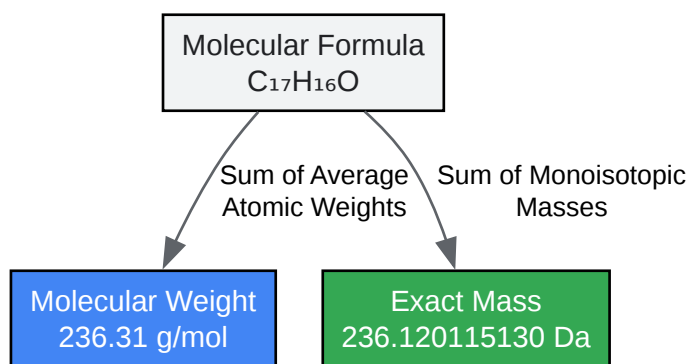 Molecular Formula
C₁₇H₁₆O
Sum of Average
Atomic Weights
Sum of Monoisotopic
Masses
Molecular Weight
236.31 g/mol
Exact Mass
236.120115130 Da